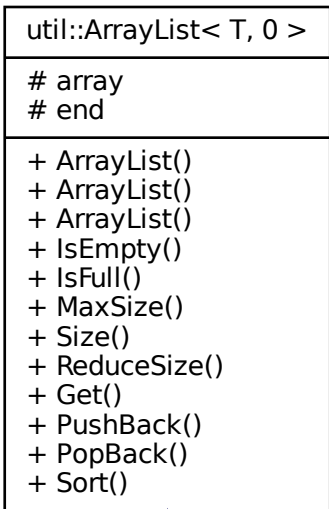 util::ArrayList< T, 0 >
# array
# end
+ ArrayList()
+ ArrayList()
+ ArrayList()
+ IsEmpty()
+ IsFull()
+ MaxSize()
+ Size()
+ ReduceSize()
+ Get()
+ PushBack()
+ PopBack()
+ Sort()